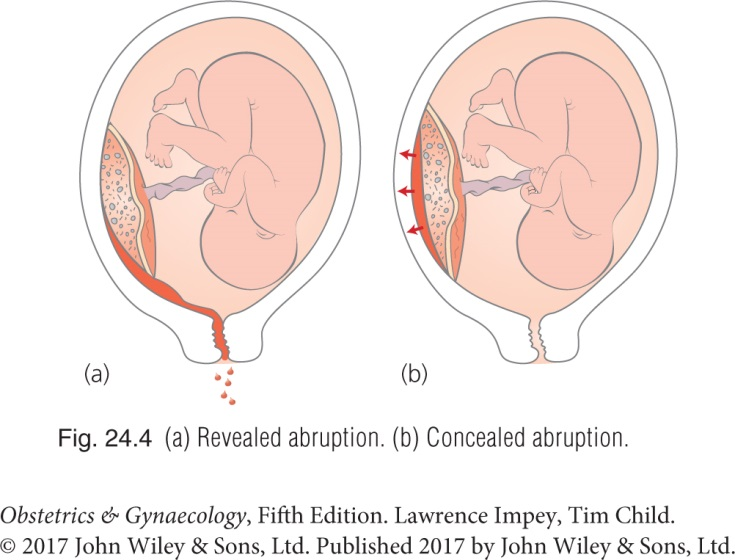 (a)
(b)
Fig. 24.4 (a) Revealed abruption. (b) Concealed abruption.
Obstetrics & Gynaecology, Fifth Edition. Lawrence Impey, Tim Child.
© 2017 John Wiley & Sons, Ltd. Published 2017 by John Wiley & Sons, Ltd.